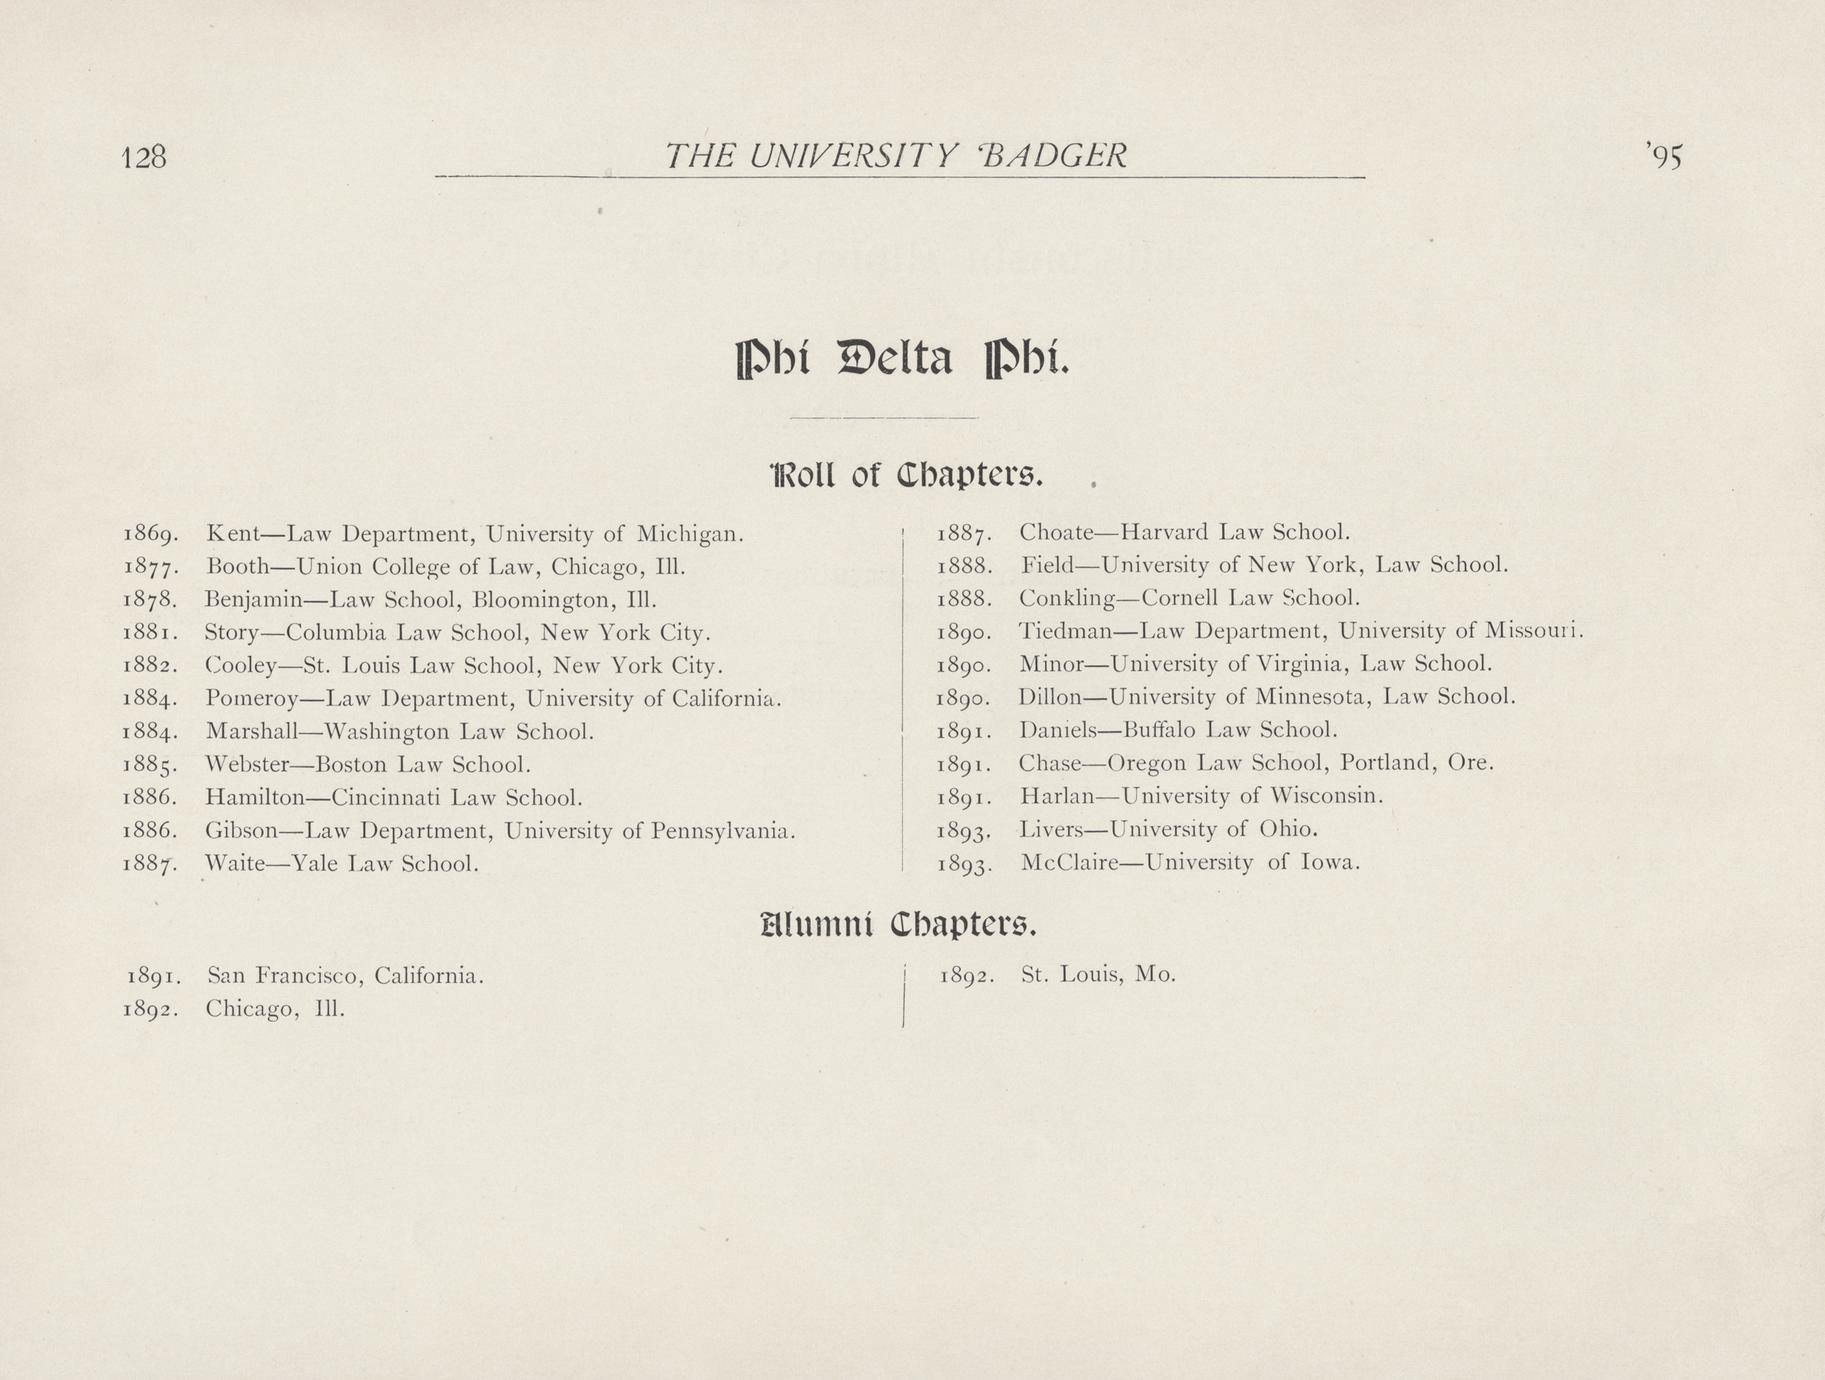 128 THE UNIVERSITY BADGER ’95
Phi Delta Phi.
Roll of Chapters.
1869. Kent—Law Department, University of Michigan.
1877. Booth—Union College of Law, Chicago, Ill.
1878. Benjamin—Law School, Bloomington, Ill.
1881. Story—Columbia Law School, New York City.
1882. Cooley—St. Louis Law School, New York City.
1884. Pomeroy—Law Department, University of California.
1884. Marshall—Washington Law School.
1885. Webster—Boston Law School.
1886. Hamilton—Cincinnati Law School.
1886. Gibson—Law Department, University of Pennsylvania.
1887. Waite—Yale Law School.
1887. Choate—Harvard Law School.
1888. Field—University of New York, Law School.
1888. Conkling—Cornell Law School.
1890. Tiedman—Law Department, University of Missouri.
1890. Minor—University of Virginia, Law School.
1890. Dillon—University of Minnesota, Law School.
1891. Daniels—Buffalo Law School.
1891. Chase—Oregon Law School, Portland, Ore.
1891. Harlan—University of Wisconsin.
1893. Livers—University of Ohio.
1893. McClaire—University of Iowa.
Alumni Chapters.
1891. San Francisco, California.
1892. Chicago, Ill.
1892. St. Louis, Mo.